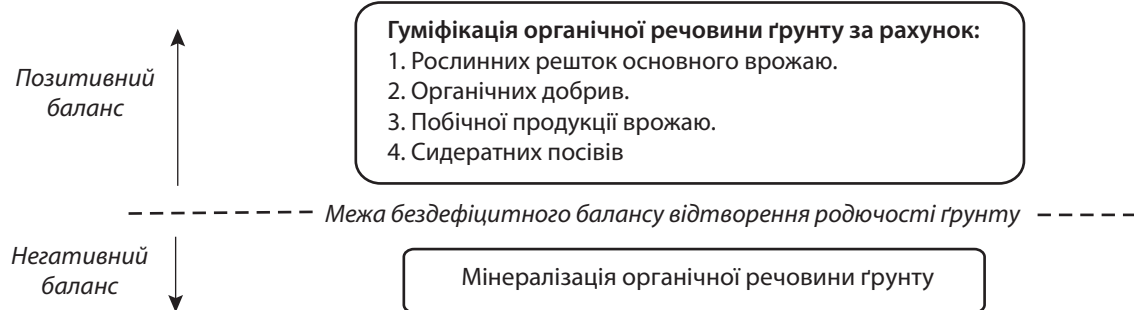 Гуміфікація органічної речовини ґрунту за рахунок:
1. Рослинних решток основного врожаю.
2. Органічних добрив.
3. Побічної продукції врожаю.
4. Сидератних посівів
Позитивний
баланс
Межа бездефіцитного балансу відтворення родючості ґрунту
Негативний
баланс
Мінералізація органічної речовини ґрунту